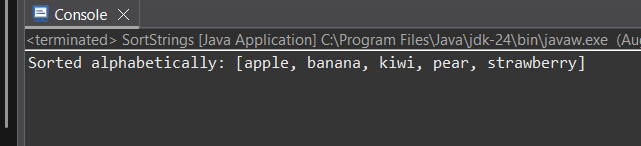 Console
<terminated> SortStrings [Java Application] C:\Program Files\Java\jdk-24\bin\javaw.exe (Au
Sorted alphabetically: [apple, banana, kiwi, pear, strawberry]